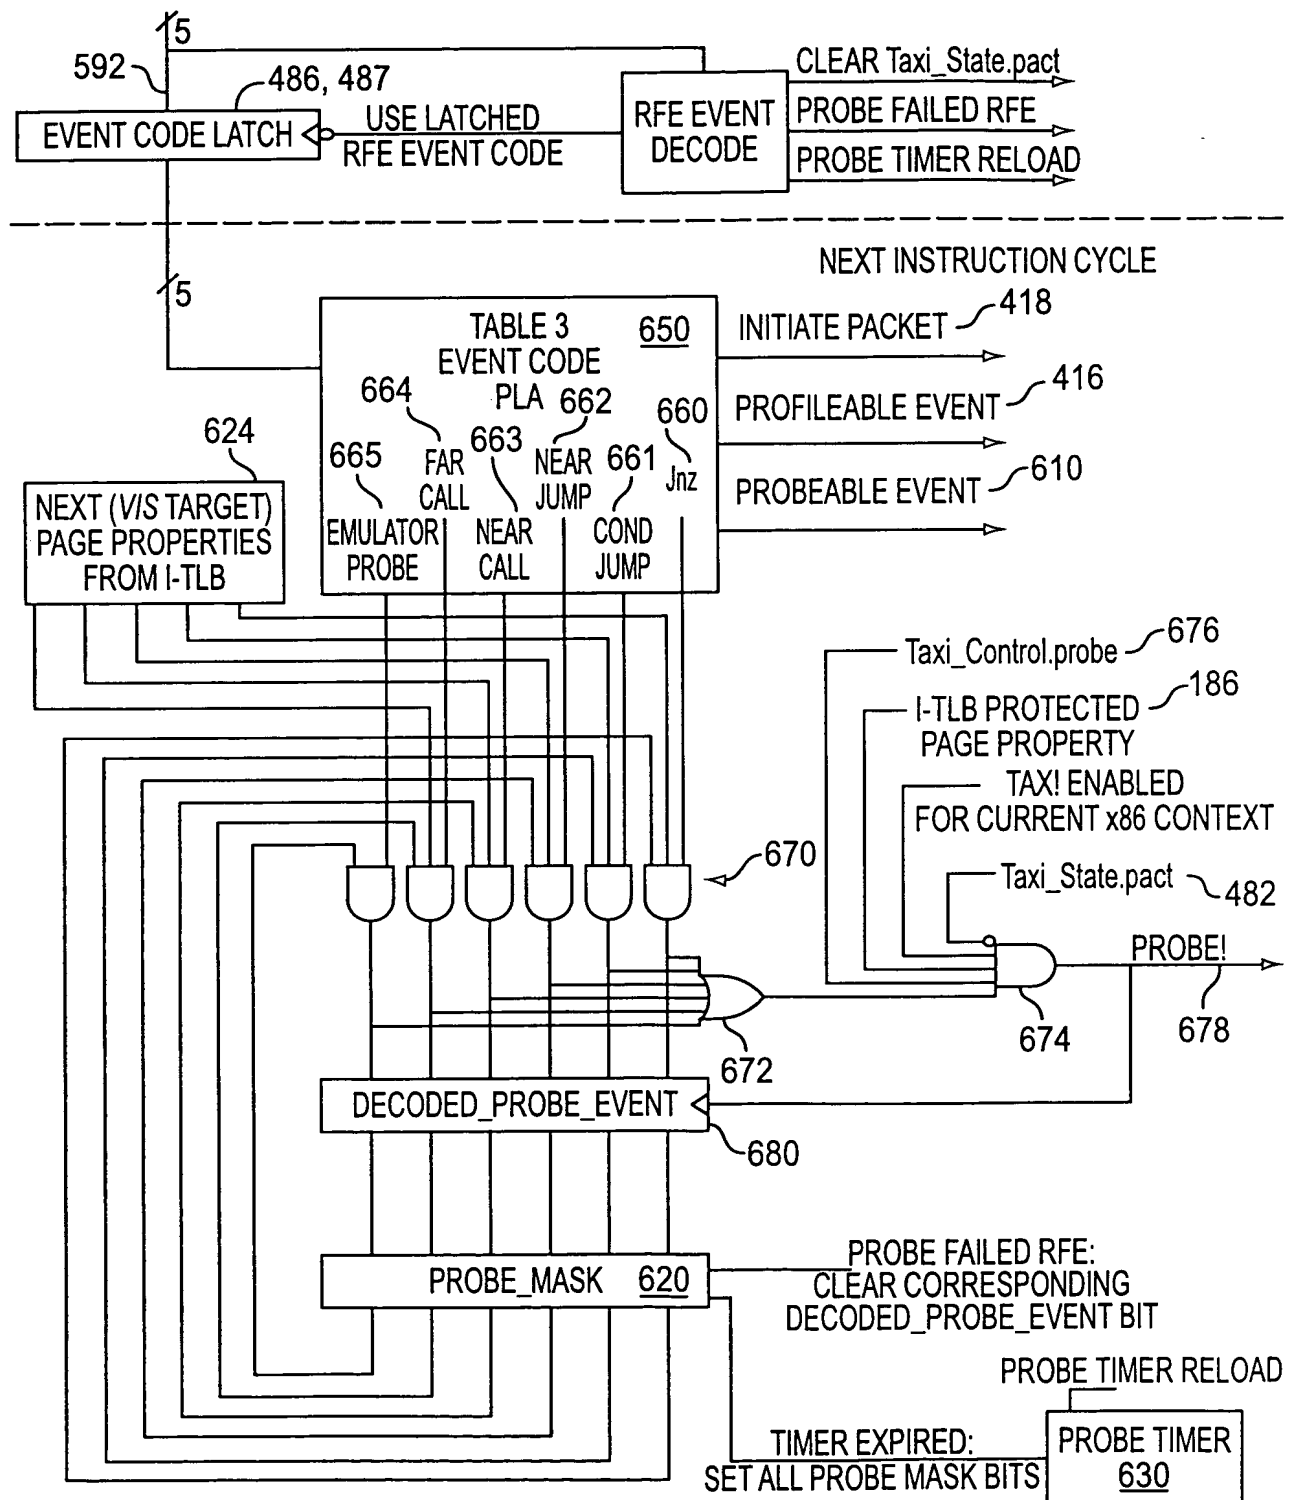 5
592
486, 487
EVENT CODE LATCH
USE LATCHED
RFE EVENT CODE
RFE EVENT
DECODE
CLEAR Taxi_State.pact
PROBE FAILED RFE
PROBE TIMER RELOAD
NEXT INSTRUCTION CYCLE
5
TABLE 3
EVENT CODE
PLA
650
INITIATE PACKET
418
PROFILEABLE EVENT
416
PROBEABLE EVENT
610
664
662
660
663
665
661
FAR
CALL
NEAR
JUMP
Jnz
EMULATOR
PROBE
NEAR
CALL
COND
JUMP
624
NEXT (V/S TARGET)
PAGE PROPERTIES
FROM I-TLB
Taxi_Control.probe
676
I-TLB PROTECTED
PAGE PROPERTY
186
TAX! ENABLED
FOR CURRENT x86 CONTEXT
Taxi_State.pact
482
670
PROBE!
674
678
672
DECODED_PROBE_EVENT
680
PROBE_MASK 620
PROBE FAILED RFE:
CLEAR CORRESPONDING
DECODED_PROBE_EVENT BIT
PROBE TIMER RELOAD
TIMER EXPIRED:
SET ALL PROBE MASK BITS
PROBE TIMER
630